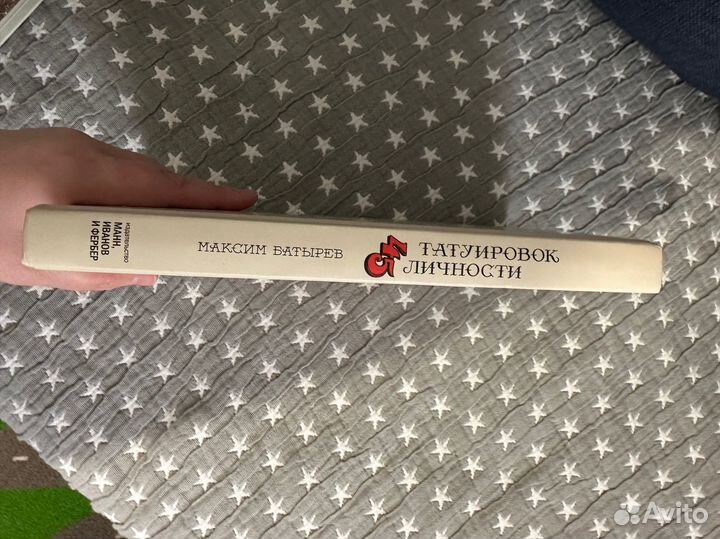 ИЗДАТЕЛЬСТВО
МАНН,
ИВАНОВ
И ФЕРБЕР
МАКСИМ БАТЫРЕВ
45
ТАТУИРОВОК
ЛИЧНОСТИ
Avito